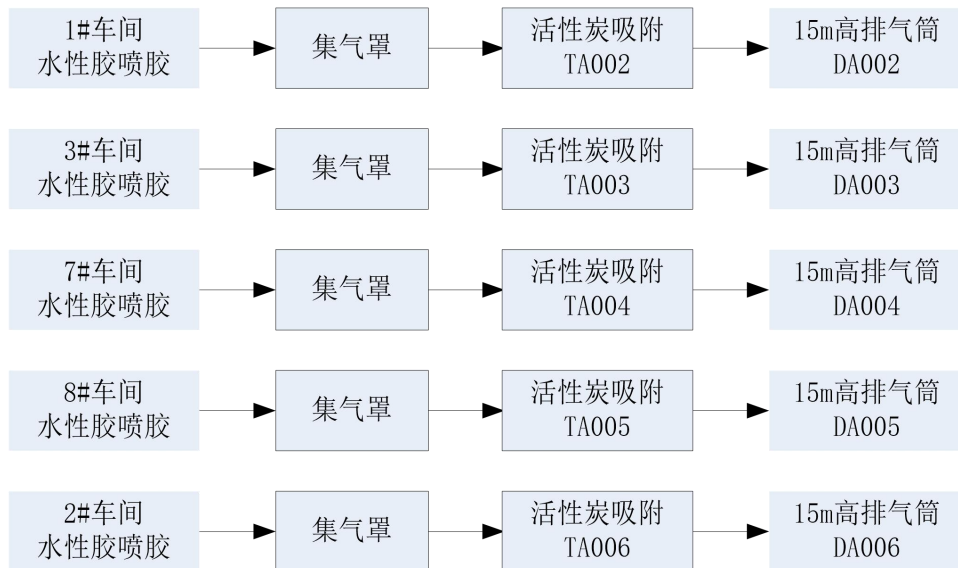 1#车间
水性胶喷胶
集气罩
活性炭吸附
TA002
15m高排气筒
DA002
3#车间
水性胶喷胶
集气罩
活性炭吸附
TA003
15m高排气筒
DA003
7#车间
水性胶喷胶
集气罩
活性炭吸附
TA004
15m高排气筒
DA004
8#车间
水性胶喷胶
集气罩
活性炭吸附
TA005
15m高排气筒
DA005
2#车间
水性胶喷胶
集气罩
活性炭吸附
TA006
15m高排气筒
DA006